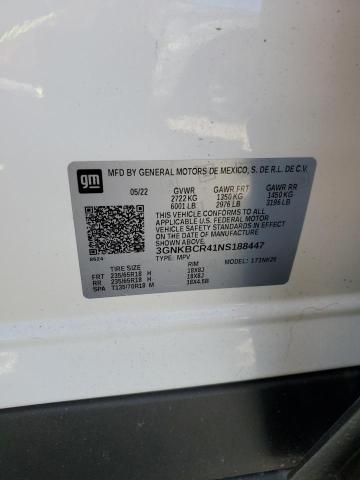 gm
MFD BY GENERAL MOTORS DE MEXICO, S. DE R.L. DE C.V.
05/22 GVWR GAWR FRT GAWR RR
2722 KG 1350 KG 1450 KG
6001 LB 2976 LB 3196 LB
THIS VEHICLE CONFORMS TO ALL
APPLICABLE U.S. FEDERAL MOTOR
VEHICLE SAFETY STANDARDS IN
EFFECT ON THE DATE OF
MANUFACTURE SHOWN ABOVE.
3GNKBCR41NS188447
TYPE: MPV MODEL: 1T1NK26
8524
TIRE SIZE RIM
FRT 235/65R18 H 18X8J
RR 235/65R18 H 18X8J
SPA T135/70R18 M 18X4.5B